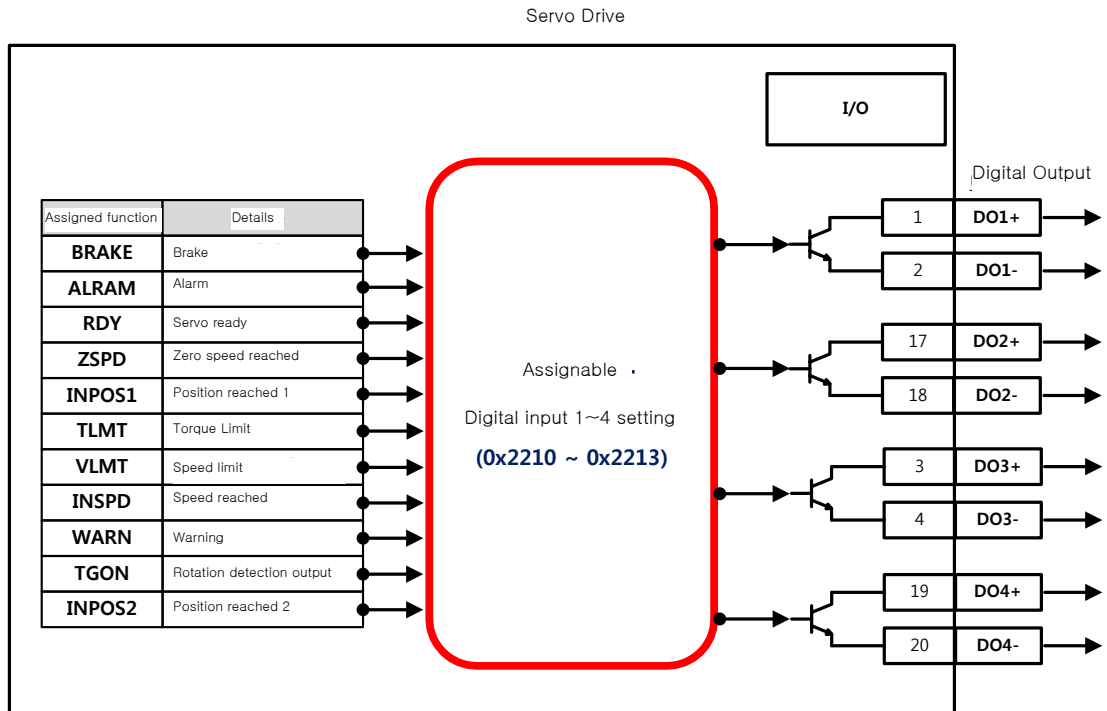 Servo Drive
I/O
Digital Output
Assigned function Details
BRAKE Brake
ALRAM Alarm
RDY Servo ready
ZSPD Zero speed reached
INPOS1 Position reached 1
TLMT Torque Limit
VLMT Speed limit
INSPD Speed reached
WARN Warning
TGON Rotation detection output
INPOS2 Position reached 2
Assignable
Digital input 1~4 setting
(0x2210 ~ 0x2213)
1 DO1+
2 DO1-
17 DO2+
18 DO2-
3 DO3+
4 DO3-
19 DO4+
20 DO4-